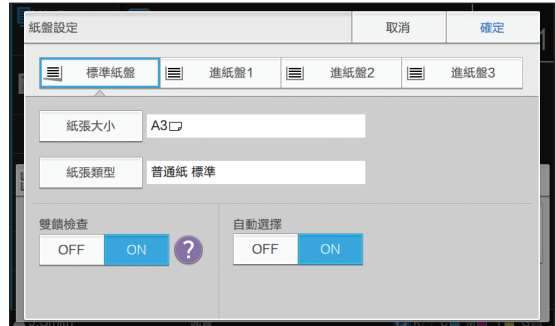 紙盤設定 取消 確定
標準紙盤 進紙盤1 進紙盤2 進紙盤3
紙張大小 A3
紙張類型 普通紙 標準
雙饋檢查 自動選擇
OFF ON ? OFF ON